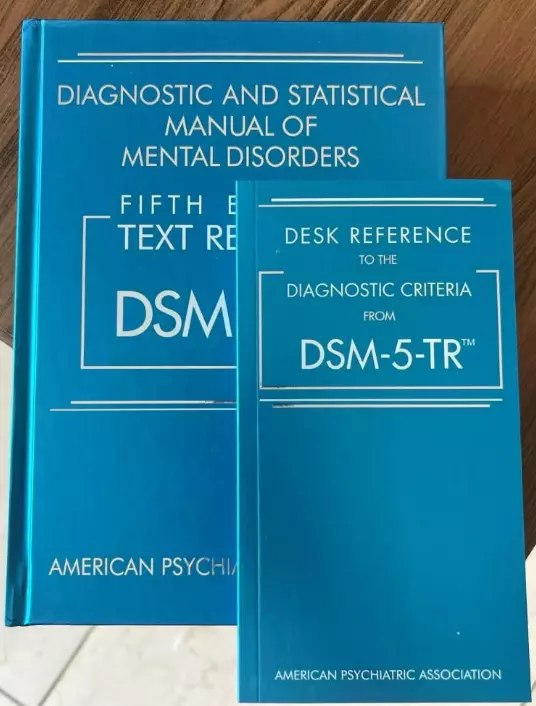 DIAGNOSTIC AND STATISTICAL
MANUAL OF
MENTAL DISORDERS
FIFTH E
TEXT RE
DSM
AMERICAN PSYCHIA
DESK REFERENCE
TO THE
DIAGNOSTIC CRITERIA
FROM
DSM-5-TR™
AMERICAN PSYCHIATRIC ASSOCIATION